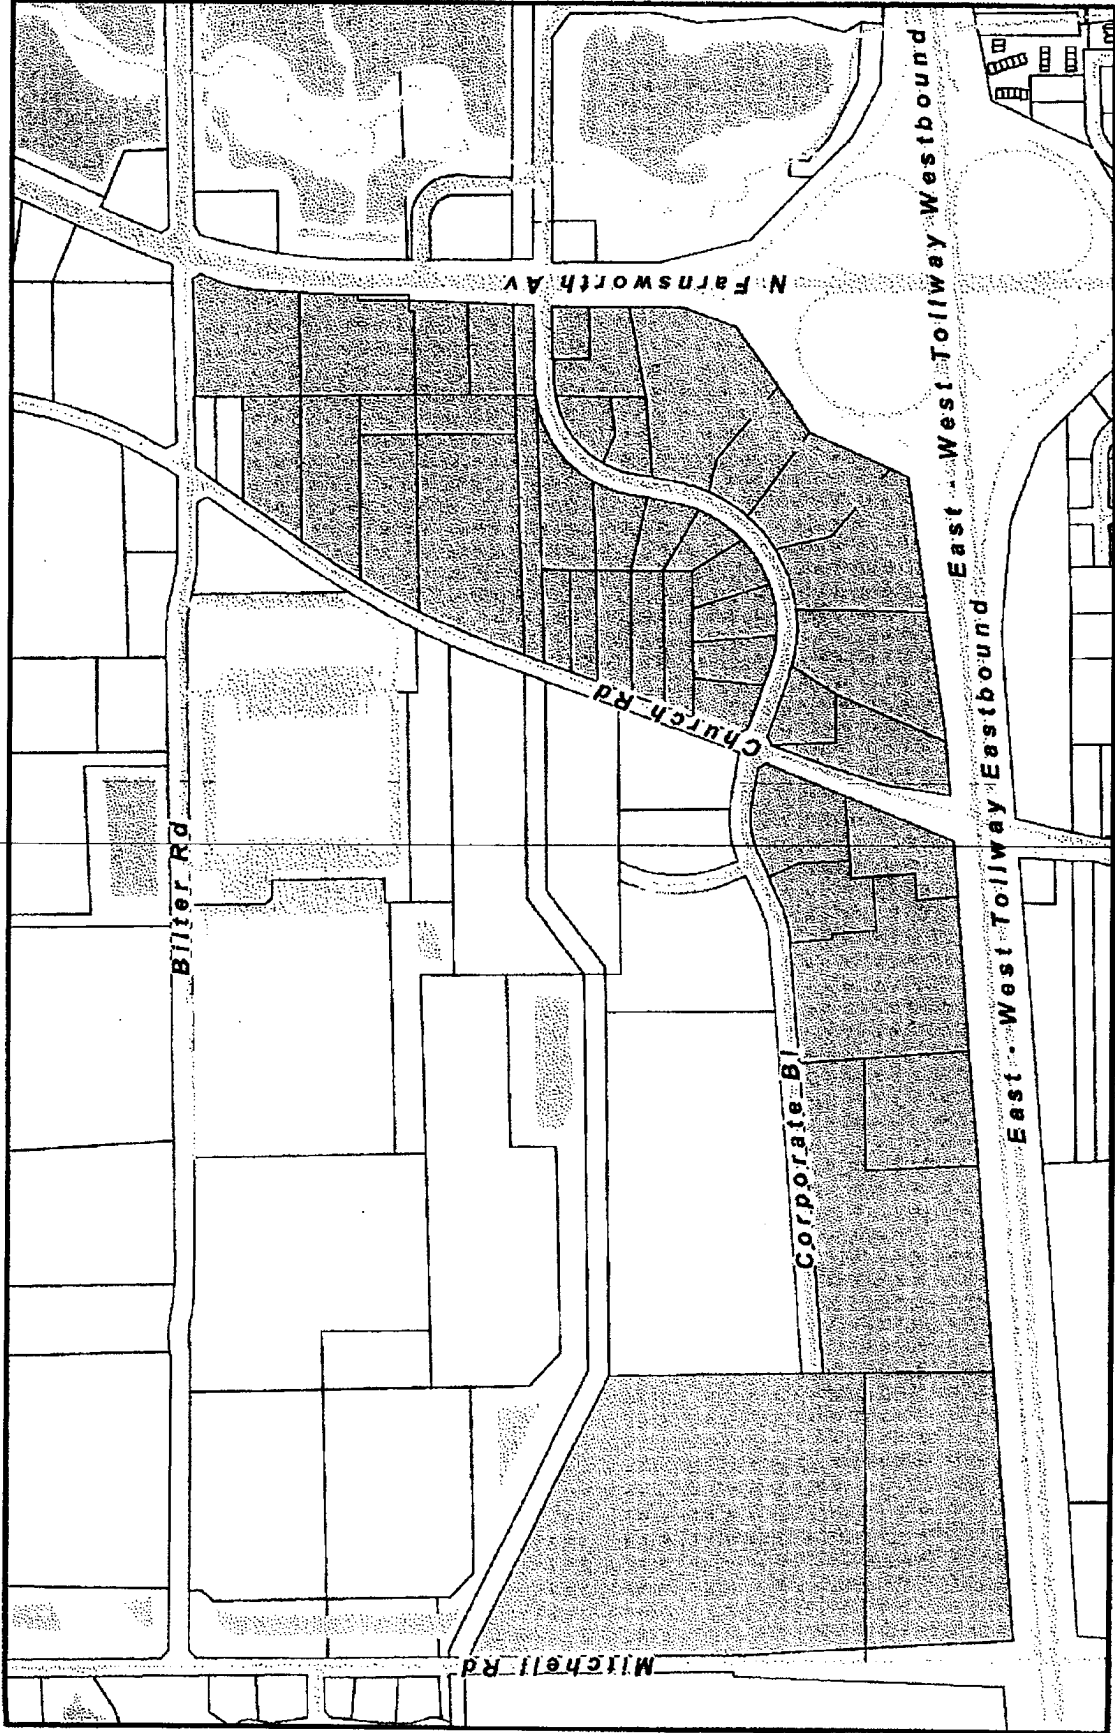 East - West Tollway Westbound
N Farnsworth Av
East - West Tollway Eastbound
Church Rd
Bilter Rd
Corporate Bl
Mitchell Rd